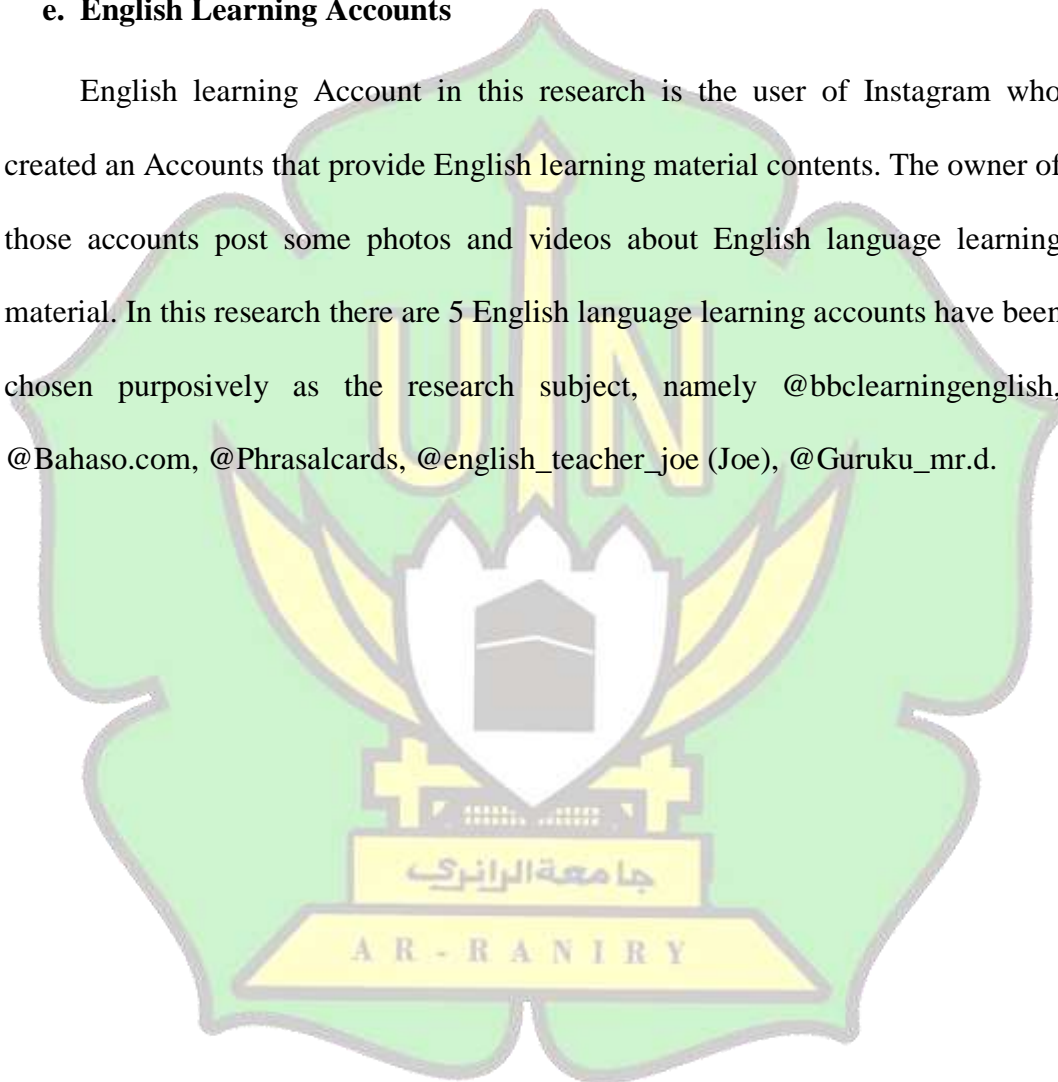 e. English Learning Accounts
English learning Account in this research is the user of Instagram who
created an Accounts that provide English learning material contents. The owner of
those accounts post some photos and videos about English language learning
material. In this research there are 5 English language learning accounts have been
chosen purposively as the research subject, namely @bbclearningenglish,
@Bahaso.com, @Phrasalcards, @english_teacher_joe (Joe), @Guruku_mr.d.
UIN
جامعة الرانري
AR-RANIRY